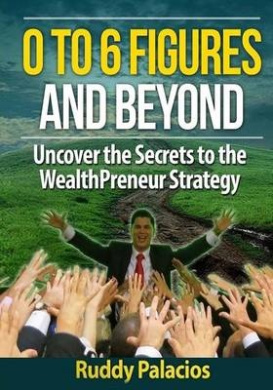 0 TO 6 FIGURES
AND BEYOND
Uncover the Secrets to the
WealthPreneur Strategy
Ruddy Palacios